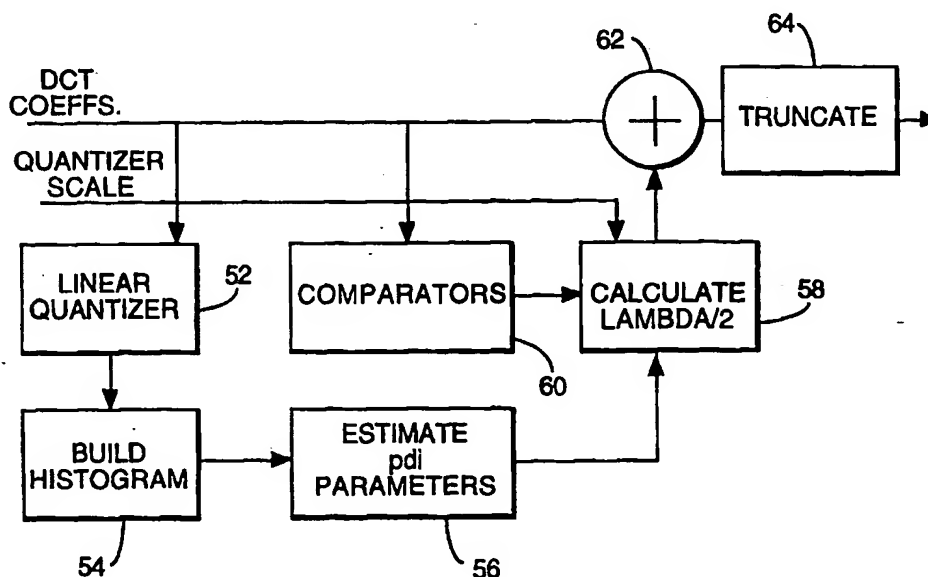 62
64
DCT
COEFFS.
TRUNCATE
QUANTIZER
SCALE
LINEAR
QUANTIZER
52
COMPARATORS
60
CALCULATE
LAMBDA/2
58
BUILD
HISTOGRAM
54
ESTIMATE
pdi
PARAMETERS
56